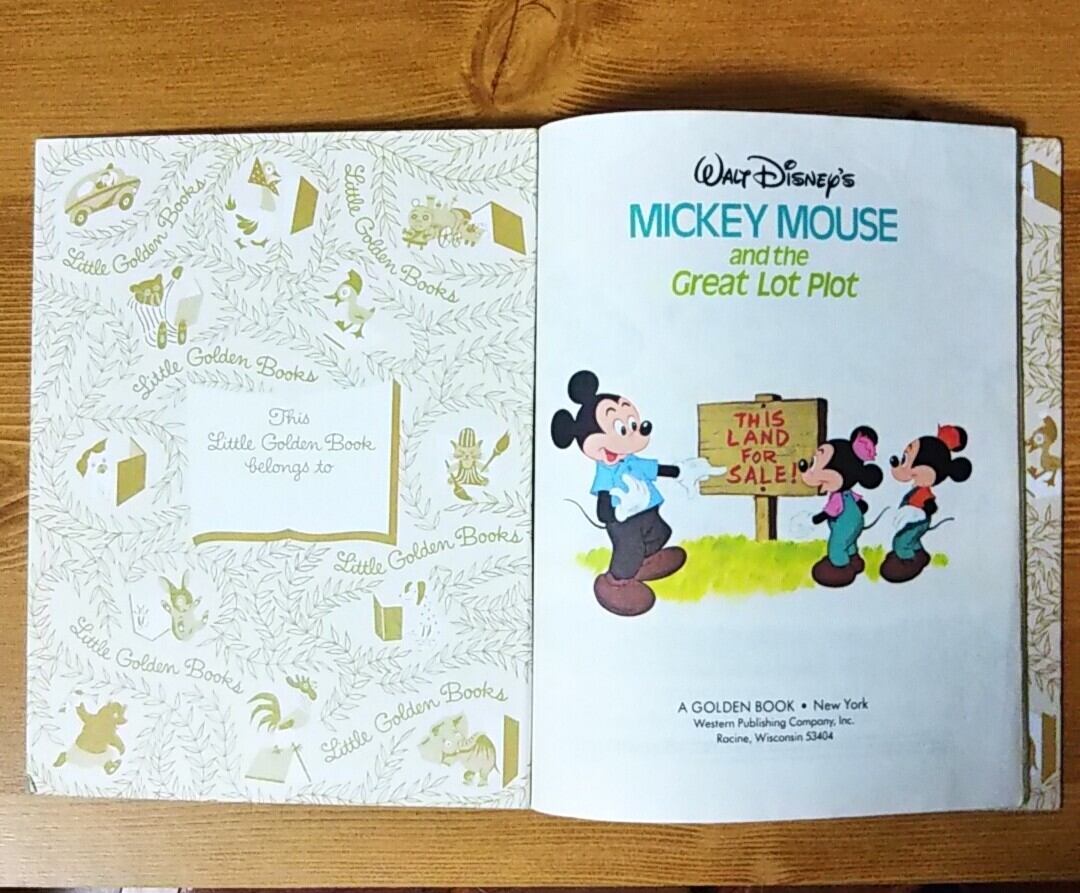 Little Golden Books
Little Golden Books
Little Golden Books
This
Little Golden Book
belongs to
Little Golden Books
Little Golden Books
Little Golden Books
WALT DISNEY'S
MICKEY MOUSE
and the
Great Lot Plot
THIS
LAND
FOR
SALE!
A GOLDEN BOOK • New York
Western Publishing Company, Inc.
Racine, Wisconsin 53404